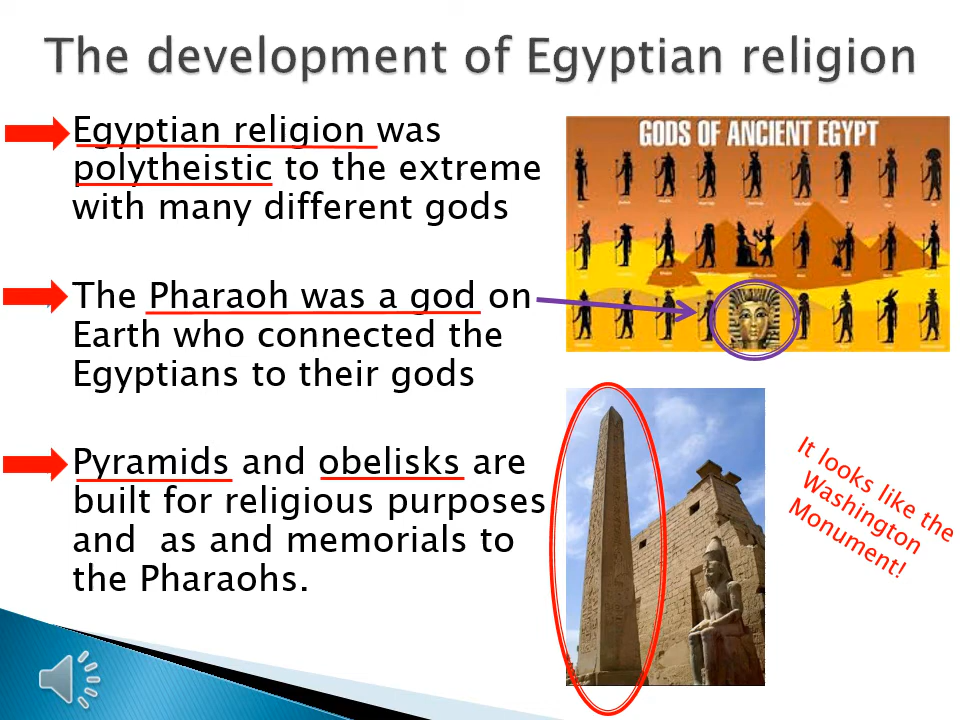 The development of Egyptian religion
Egyptian religion was
polytheistic to the extreme
with many different gods
The Pharaoh was a god on
Earth who connected the
Egyptians to their gods
Pyramids and obelisks are
built for religious purposes
and  as and memorials to
the Pharaohs.
GODS OF ANCIENT EGYPT
It looks like the
Washington
Monument!